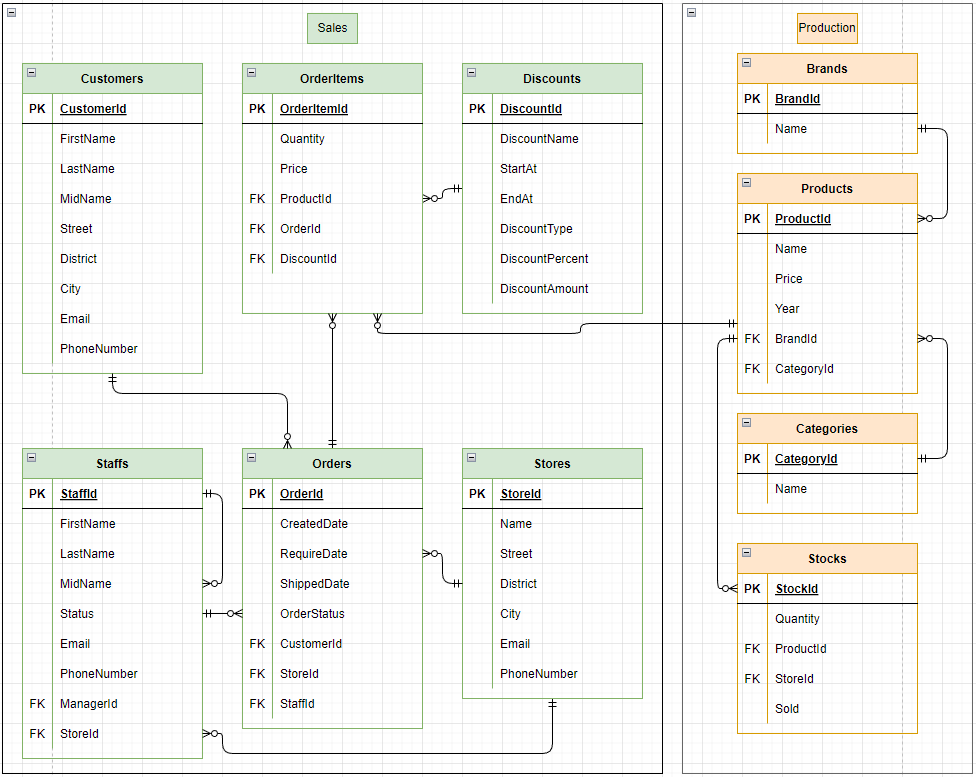 Sales
Customers
PK CustomerId
FirstName
LastName
MidName
Street
District
City
Email
PhoneNumber
OrderItems
PK OrderItemId
Quantity
Price
FK ProductId
FK OrderId
FK DiscountId
Discounts
PK DiscountId
DiscountName
StartAt
EndAt
DiscountType
DiscountPercent
DiscountAmount
Staffs
PK StaffId
FirstName
LastName
MidName
Status
Email
PhoneNumber
FK ManagerId
FK StoreId
Orders
PK OrderId
CreatedDate
RequireDate
ShippedDate
OrderStatus
FK CustomerId
FK StoreId
FK StaffId
Stores
PK StoreId
Name
Street
District
City
Email
PhoneNumber
Production
Brands
PK BrandId
Name
Products
PK ProductId
Name
Price
Year
FK BrandId
FK CategoryId
Categories
PK CategoryId
Name
Stocks
PK StockId
Quantity
FK ProductId
FK StoreId
Sold